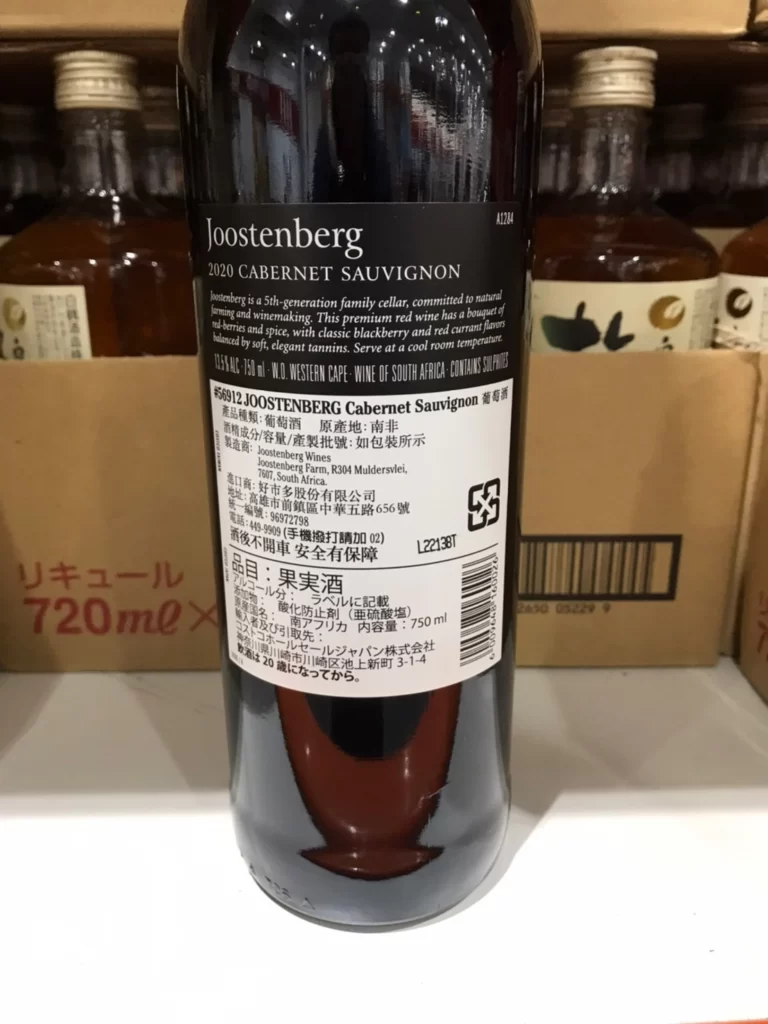 Joostenberg
A1284
2020 CABERNET SAUVIGNON
Joostenberg is a 5th-generation family cellar, committed to natural
farming and winemaking. This premium red wine has a bouquet of
red-berries and spice, with classic blackberry and red currant flavors
balanced by soft, elegant tannins. Serve at a cool room temperature.
13.5% ALC · 750 ml · W.O. WESTERN CAPE · WINE OF SOUTH AFRICA · CONTAINS SULPHITES
#56912 JOOSTENBERG Cabernet Sauvignon 葡萄酒
產品種類: 葡萄酒 原產地: 南非
酒精成分/容量/產製批號: 如包裝所示
製造商: Joostenberg Wines
Joostenberg Farm, R304 Muldersvlei,
7607, South Africa.
進口商: 好市多股份有限公司
地址: 高雄市前鎮區中華五路656號
統一編號: 96972798
電話: 449-9909 (手機撥打請加 02)
酒後不開車 安全有保障
L2213BT
品目：果実酒
アルコール分： ラベルに記載
添加物： 酸化防止剤（亜硫酸塩）
原産国名： 南アフリカ 内容量：750 ml
輸入者及び引取先：
コストコホールセールジャパン株式会社
神奈川県川崎市川崎区池上新町 3-1-4
飲酒は 20 歳になってから。
6 009648 160026
リキュール
720ml×
2650 05229 9
白鶴酒造